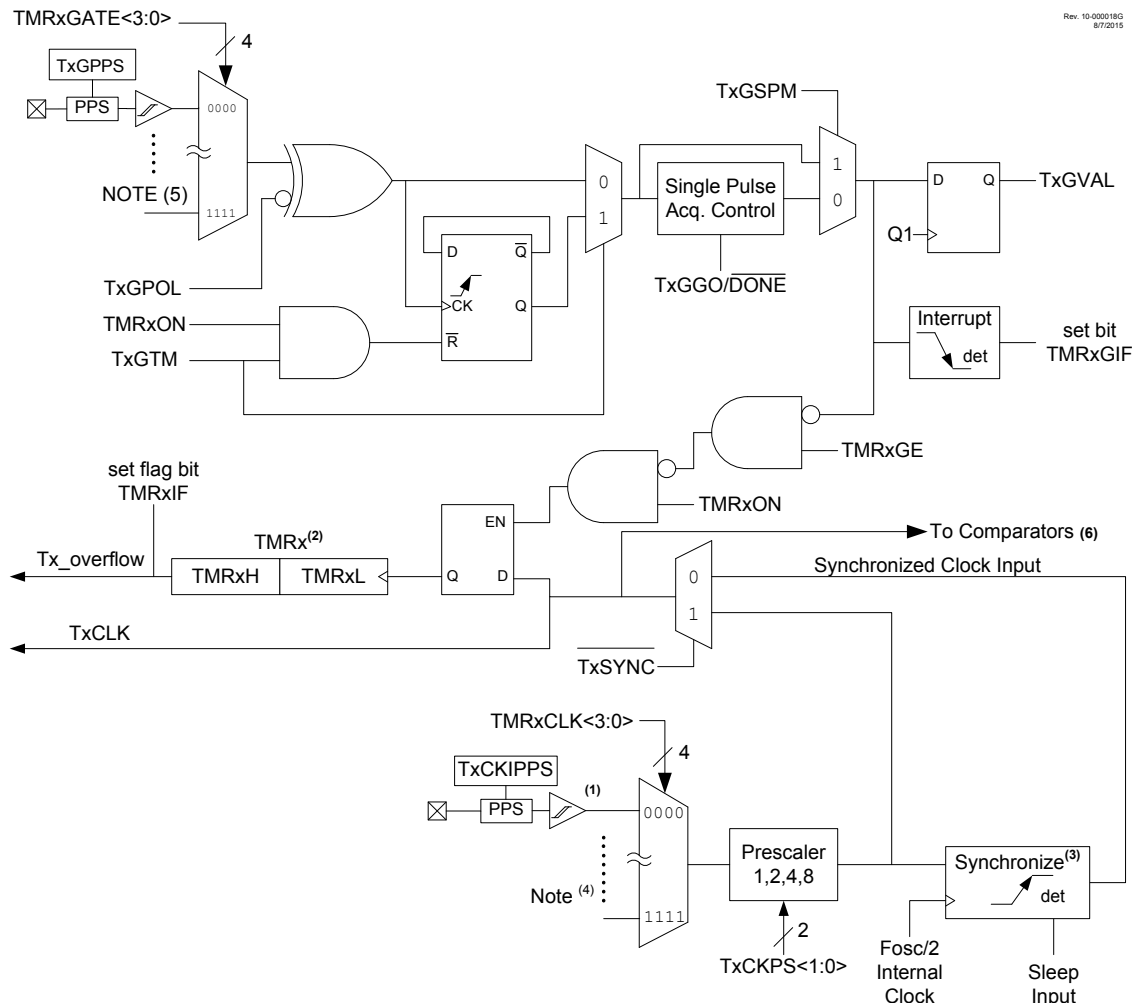 Rev. 10-000018G
8/7/2015
TMRxGATE<3:0>
4
TxGPPS
PPS
0000
NOTE (5)
1111
TxGPOL
TMRxON
TxGTM
D
Q
CK
Q
R
0
1
TxGSPM
Single Pulse
Acq. Control
TxGGO/DONE
1
0
D
Q
Q1
TxGVAL
Interrupt
det
set bit
TMRxGIF
TMRxGE
TMRxON
set flag bit
TMRxIF
Tx_overflow
TMRx(2)
TMRxH
TMRxL
EN
Q
D
To Comparators (6)
Synchronized Clock Input
0
1
TxCLK
TxSYNC
TMRxCLK<3:0>
4
TxCKIPPS
PPS
(1)
0000
Note (4)
1111
Prescaler
1,2,4,8
2
TxCKPS<1:0>
Synchronize(3)
det
Fosc/2
Internal
Clock
Sleep
Input